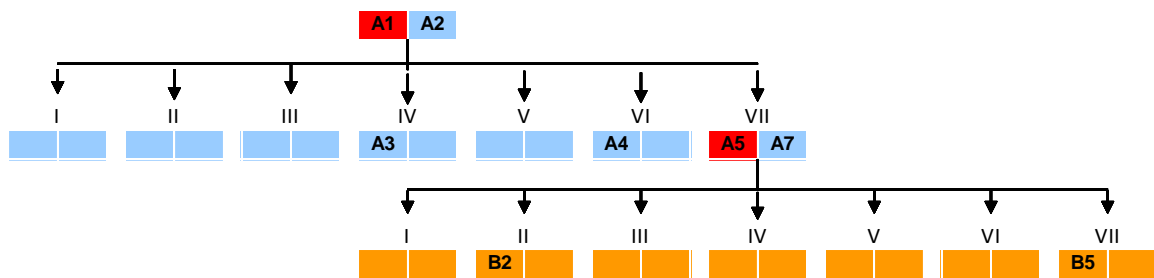 A1 A2
I II III IV V VI VII
A3 A4 A5 A7
I II III IV V VI VII
B2 B5